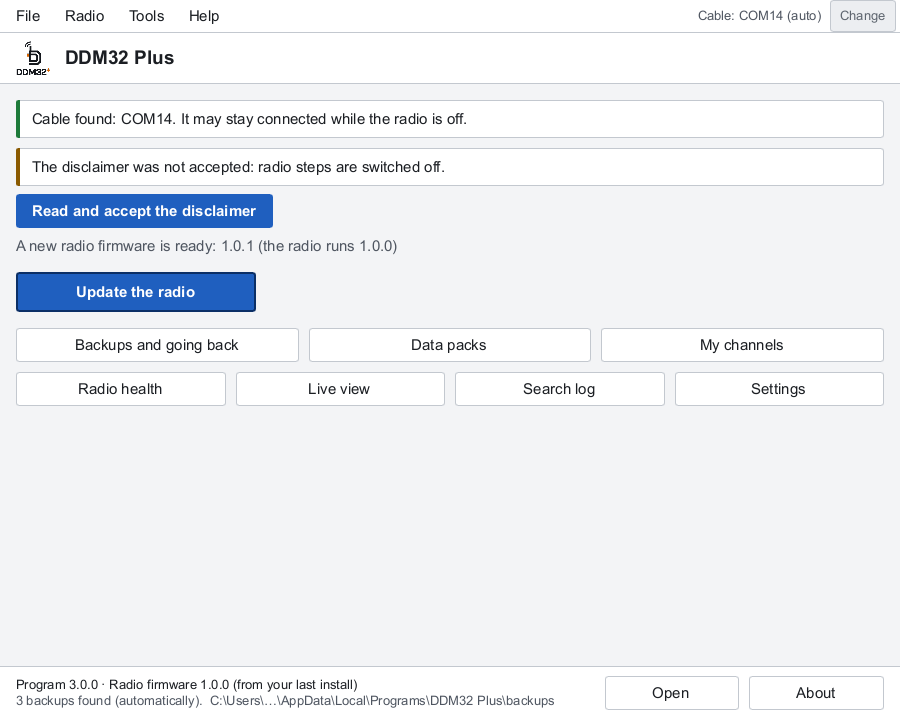 File Radio Tools Help Cable: COM14 (auto) Change
DDM32+ DDM32 Plus
Cable found: COM14. It may stay connected while the radio is off.
The disclaimer was not accepted: radio steps are switched off.
Read and accept the disclaimer
A new radio firmware is ready: 1.0.1 (the radio runs 1.0.0)
Update the radio
Backups and going back Data packs My channels
Radio health Live view Search log Settings
Program 3.0.0 · Radio firmware 1.0.0 (from your last install)
3 backups found (automatically). C:\Users\…\AppData\Local\Programs\DDM32 Plus\backups
Open About